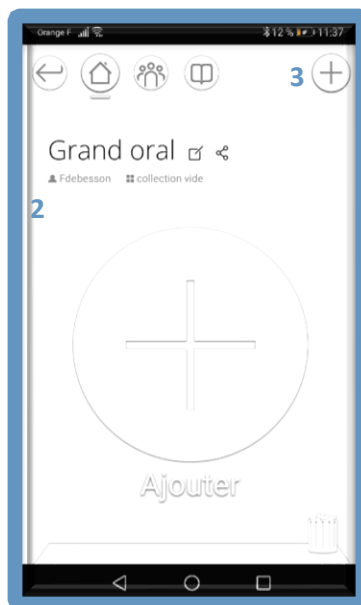 Orange F 12 % 11:37
3
Grand oral
Fdebesson collection vide
2
Ajouter